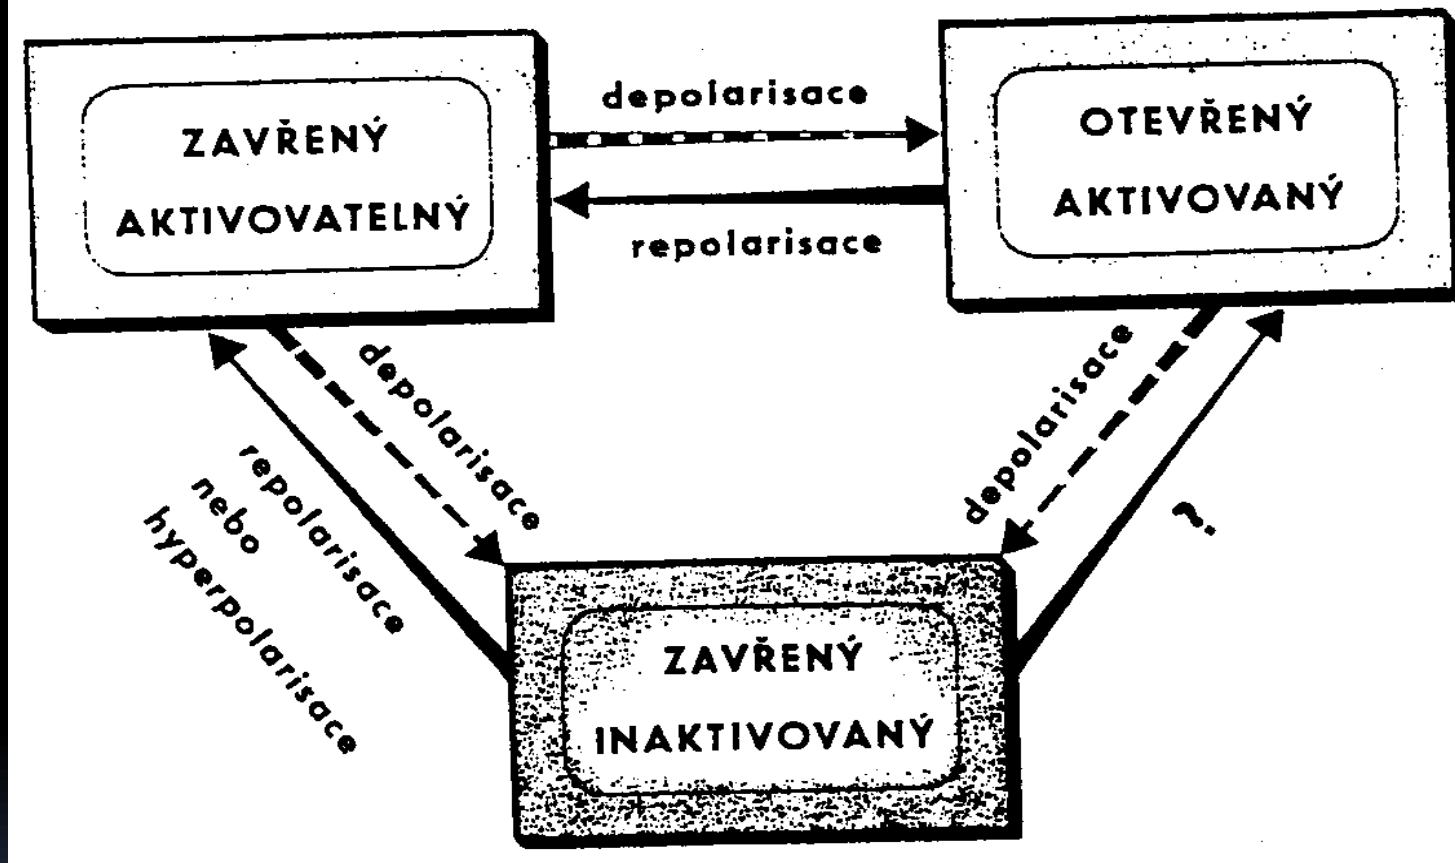 ZAVŘENÝ
AKTIVOVATELNÝ
depolarisace
repolarisace
OTEVŘENÝ
AKTIVOVANÝ
depolarisace
repolarisace
nebo
hyperpolarisace
depolarisace
?
ZAVŘENÝ
INAKTIVOVANÝ